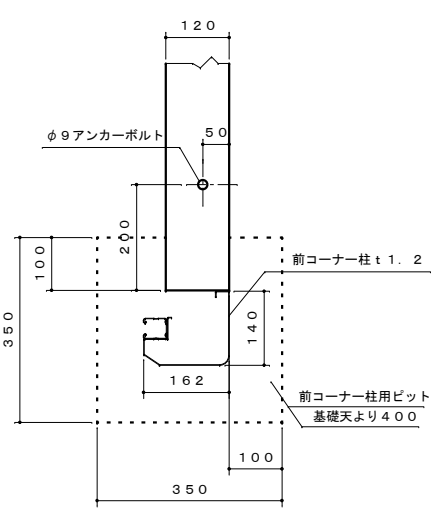 １２０
５０
φ９アンカーボルト
２００
１００
前コーナー柱ｔ１．２
３５０
１４０
１６２
前コーナー柱用ピット
基礎天より４００
１００
３５０